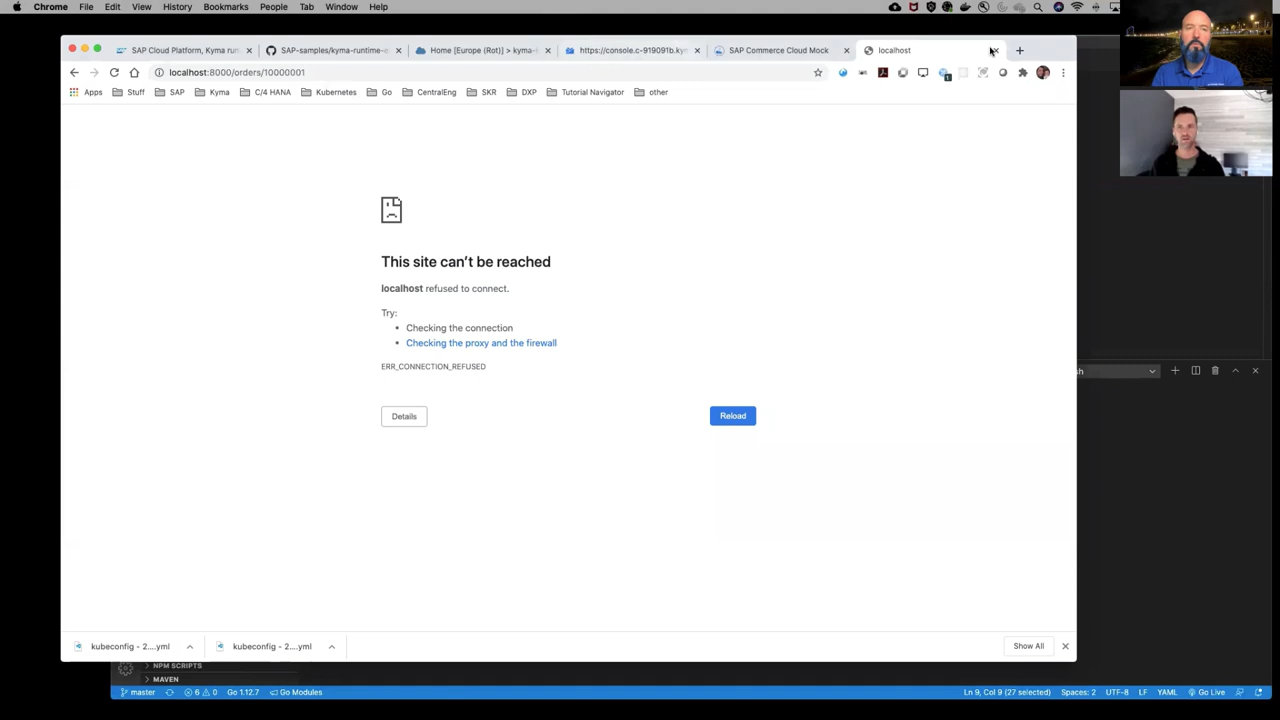 Chrome File Edit View History Bookmarks People Tab Window Help
SAP Cloud Platform, Kyma run
SAP-samples/kyma-runtime-e
Home [Europe (Rot)] > kyma-
https://console.c-919091b.ky
SAP Commerce Cloud Mock
localhost
localhost:8000/orders/10000001
Apps Stuff SAP Kyma C/4 HANA Kubernetes Go CentralEng SKR DXP Tutorial Navigator other
This site can't be reached
localhost refused to connect.
Try:
• Checking the connection
• Checking the proxy and the firewall
ERR_CONNECTION_REFUSED
Details
Reload
sh
kubeconfig - 2....yml
kubeconfig - 2....yml
Show All
NPM SCRIPTS
MAVEN
master 6 0 Go 1.12.7 Go Modules Ln 9, Col 9 (27 selected) Spaces: 2 UTF-8 LF YAML Go Live